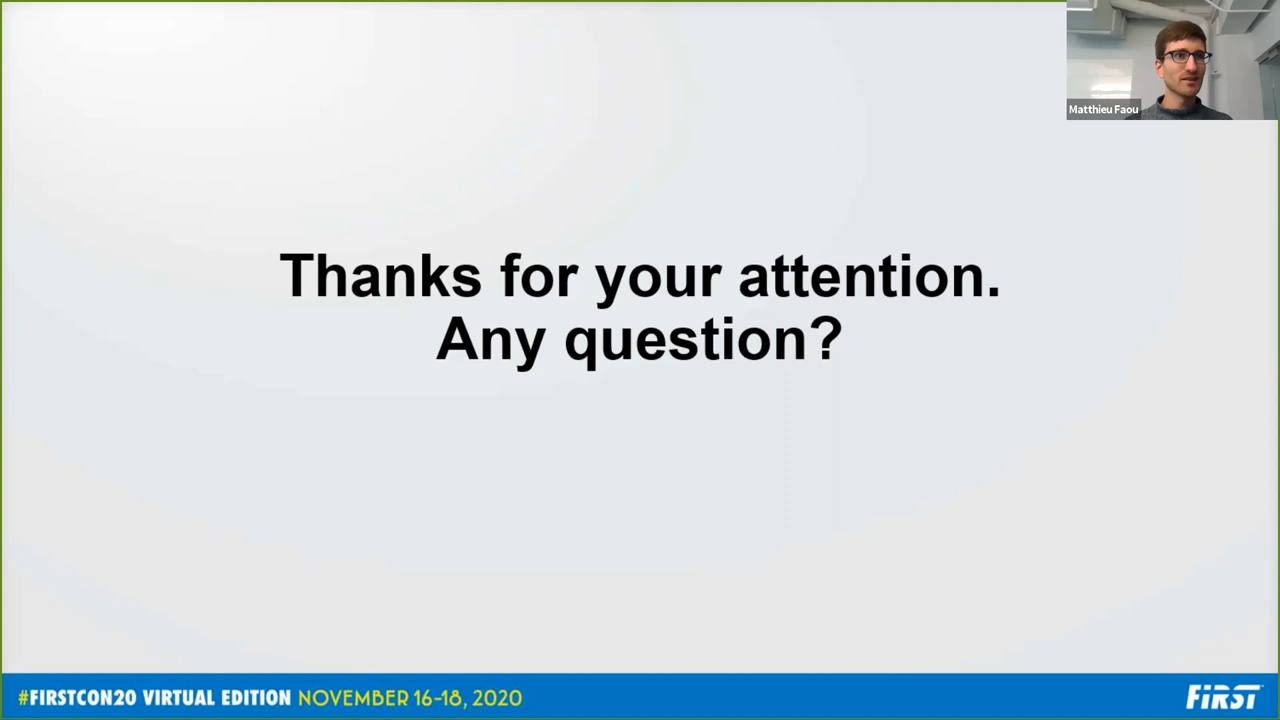 Matthieu Faou
Thanks for your attention.
Any question?
#FIRSTCON20 VIRTUAL EDITION NOVEMBER 16-18, 2020
FiRST